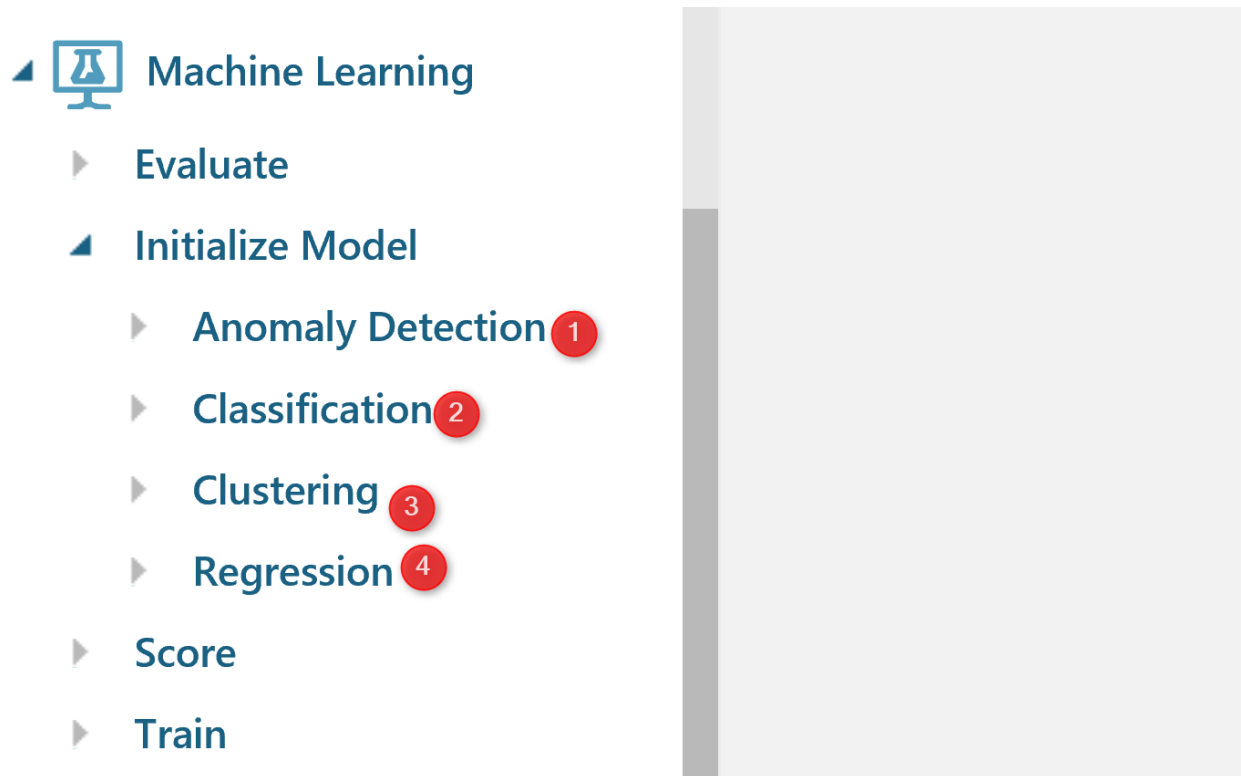 Machine Learning
Evaluate
Initialize Model
Anomaly Detection 1
Classification 2
Clustering 3
Regression 4
Score
Train